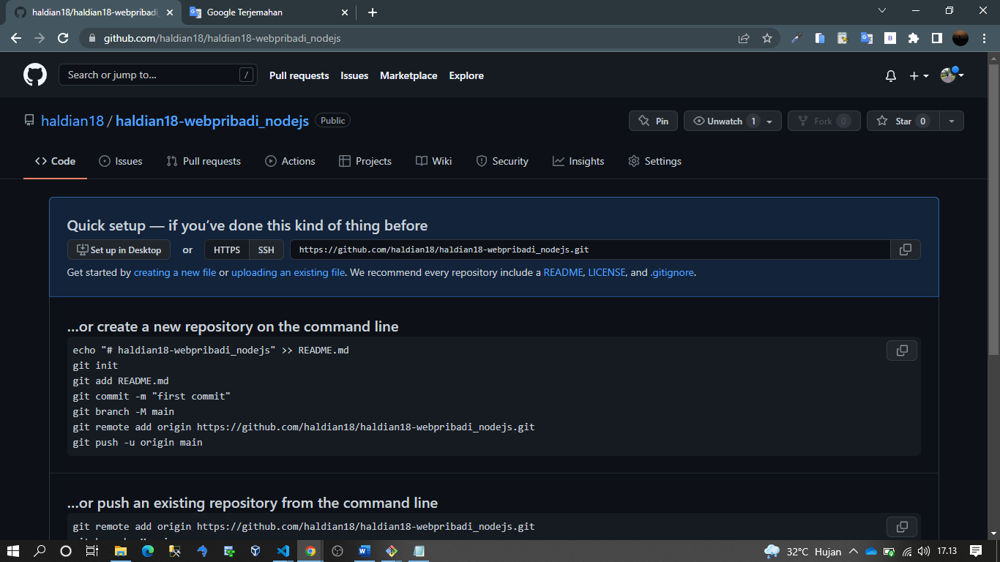 haldian18/haldian18-webpribadi_
Google Terjemahan
github.com/haldian18/haldian18-webpribadi_nodejs
Search or jump to...
/
Pull requests
Issues
Marketplace
Explore
haldian18 / haldian18-webpribadi_nodejs
Public
Pin
Unwatch 1
Fork 0
Star 0
Code
Issues
Pull requests
Actions
Projects
Wiki
Security
Insights
Settings
Quick setup — if you’ve done this kind of thing before
Set up in Desktop
or
HTTPS
SSH
https://github.com/haldian18/haldian18-webpribadi_nodejs.git
Get started by creating a new file or uploading an existing file. We recommend every repository include a README, LICENSE, and .gitignore.
…or create a new repository on the command line
echo "# haldian18-webpribadi_nodejs" >> README.md
git init
git add README.md
git commit -m "first commit"
git branch -M main
git remote add origin https://github.com/haldian18/haldian18-webpribadi_nodejs.git
git push -u origin main
…or push an existing repository from the command line
git remote add origin https://github.com/haldian18/haldian18-webpribadi_nodejs.git
32°C Hujan
17.13